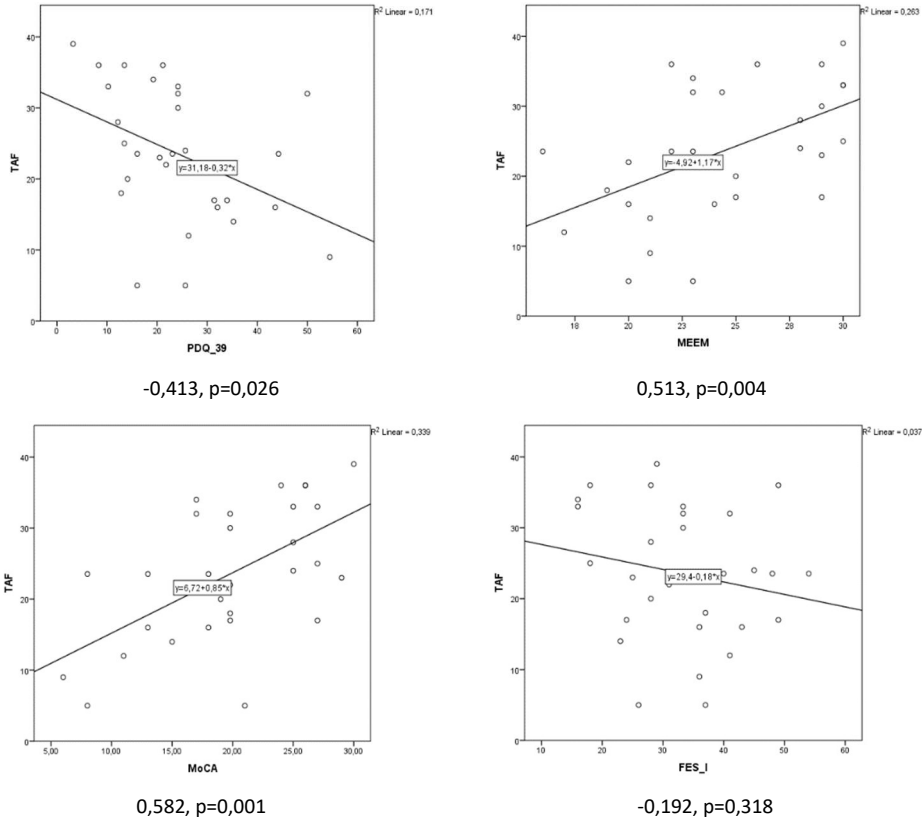 R² Linear = 0,171
40
30
20
10
0
TAF
y=31,18-0,32*x
0
10
20
30
40
50
60
PDQ_39
-0,413, p=0,026
R² Linear = 0,263
40
30
20
10
0
TAF
y=-4,92+1,17*x
18
20
23
25
28
30
MEEM
0,513, p=0,004
R² Linear = 0,339
40
30
20
10
0
TAF
y=6,72+0,85*x
5,00
10,00
15,00
20,00
25,00
30,00
MoCA
0,582, p=0,001
R² Linear = 0,037
40
30
20
10
0
TAF
y=29,4-0,18*x
10
20
30
40
50
60
FES_I
-0,192, p=0,318